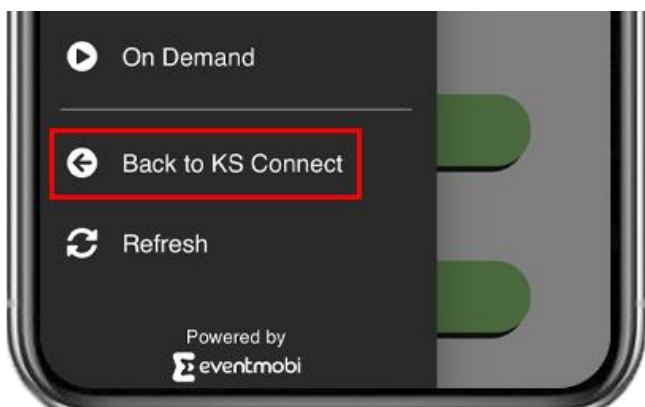 On Demand
Back to KS Connect
Refresh
Powered by
eventmobi